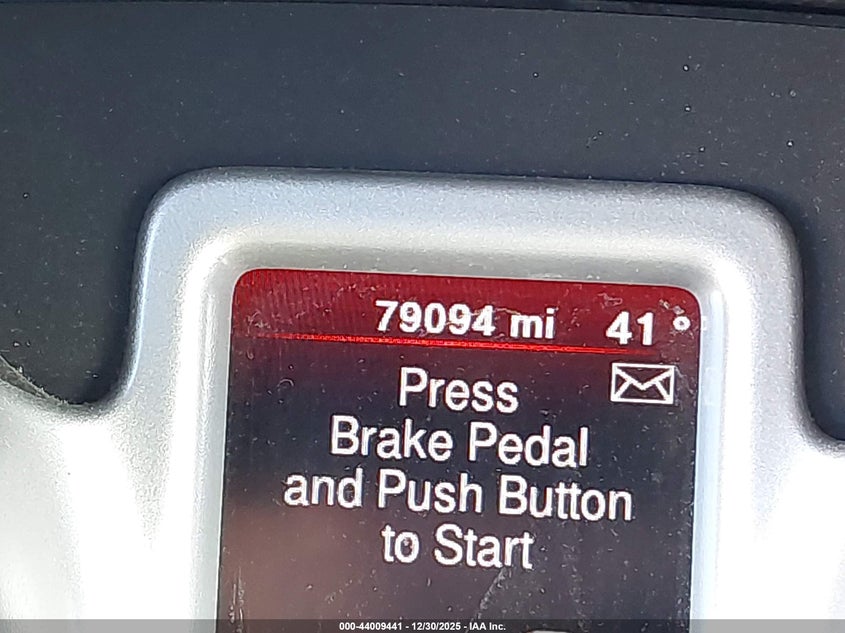 79094 mi 41°
Press
Brake Pedal
and Push Button
to Start
000-44009441 - 12/30/2025 - IAA Inc.